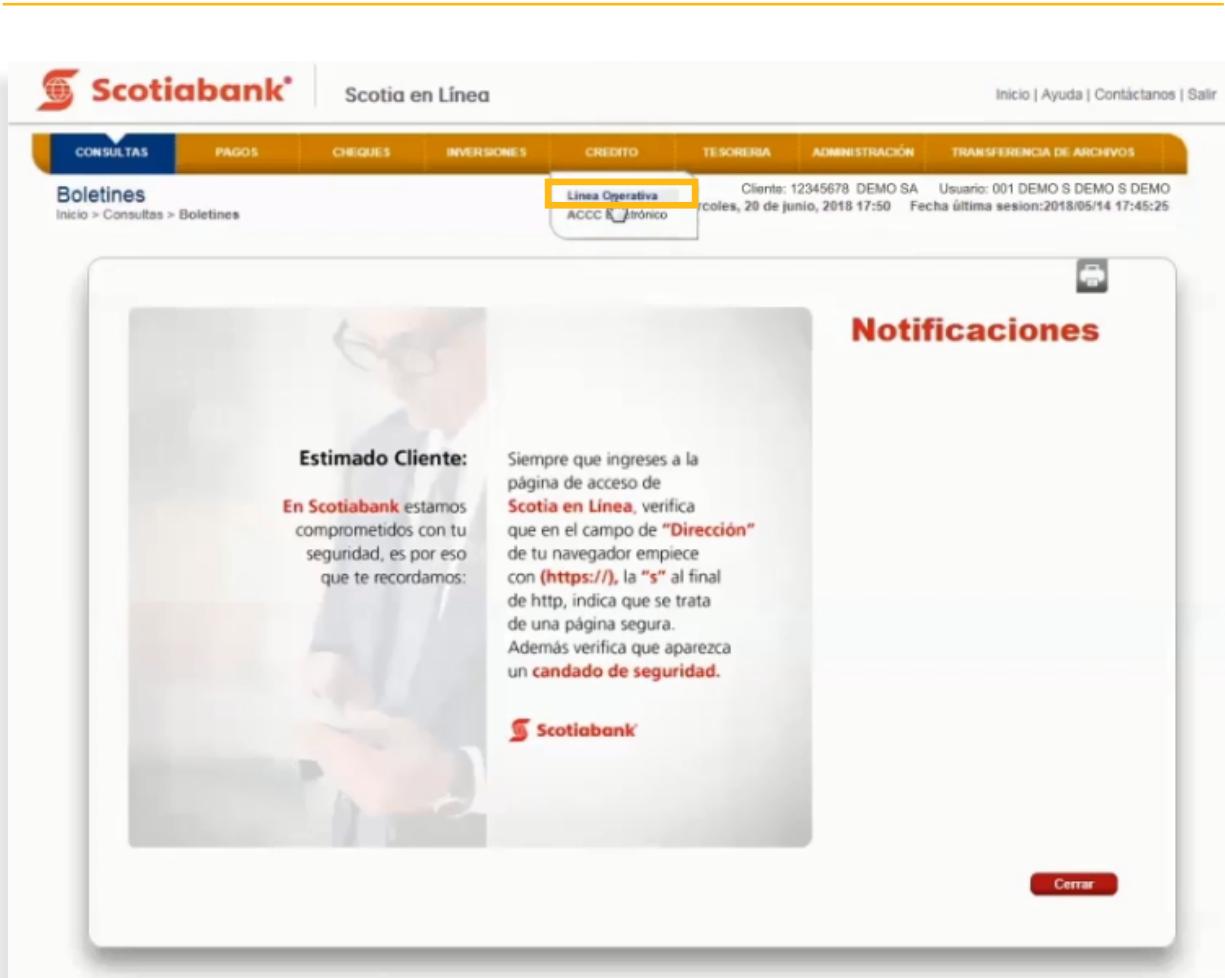 Scotiabank
Scotia en Línea
Inicio | Ayuda | Contáctanos | Salir
CONSULTAS PAGOS CHEQUES INVERSIONES CREDITO TESORERIA ADMINISTRACIÓN TRANSFERENCIA DE ARCHIVOS
Boletines
Inicio > Consultas > Boletines
Línea Operativa
ACCC
Cliente: 12345678 DEMO SA Usuario: 001 DEMO S DEMO S DEMO
20 de junio, 2018 17:50 Fecha última sesion:2018/05/14 17:45:25
Notificaciones
Estimado Cliente:
En Scotiabank estamos
comprometidos con tu
seguridad, es por eso
que te recordamos:
Siempre que ingreses a la
página de acceso de
Scotia en Línea, verifica
que en el campo de "Dirección"
de tu navegador empiece
con (https://), la "s" al final
de http, indica que se trata
de una página segura.
Además verifica que aparezca
un candado de seguridad.
Scotiabank
Cerrar